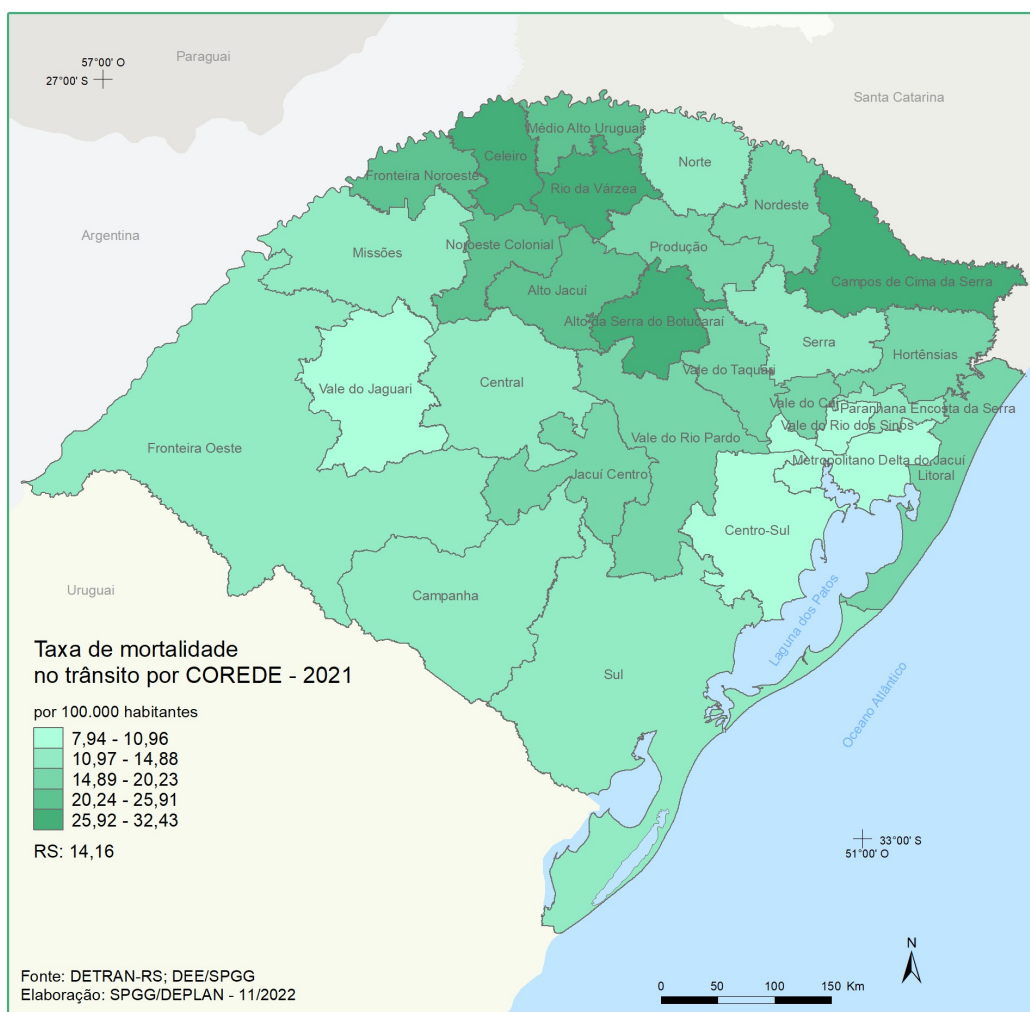 57°00' O
27°00' S
Paraguai
Santa Catarina
Argentina
Uruguai
Médio Alto Uruguai
Celeiro
Norte
Fronteira Noroeste
Rio da Várzea
Nordeste
Noroeste Colonial
Produção
Missões
Campos de Cima da Serra
Alto Jacuí
Alto da Serra do Botucaraí
Serra
Hortênsias
Vale do Taquari
Vale do Jaguari
Central
Vale do Caí
Paranhana Encosta da Serra
Vale do Rio dos Sinos
Vale do Rio Pardo
Fronteira Oeste
Metropolitano Delta do Jacuí
Jacuí Centro
Litoral
Centro-Sul
Campanha
Sul
Laguna dos Patos
Oceano Atlântico
Taxa de mortalidade
no trânsito por COREDE - 2021
por 100.000 habitantes
7,94 - 10,96
10,97 - 14,88
14,89 - 20,23
20,24 - 25,91
25,92 - 32,43
RS: 14,16
33°00' S
51°00' O
N
0 50 100 150 Km
Fonte: DETRAN-RS; DEE/SPGG
Elaboração: SPGG/DEPLAN - 11/2022